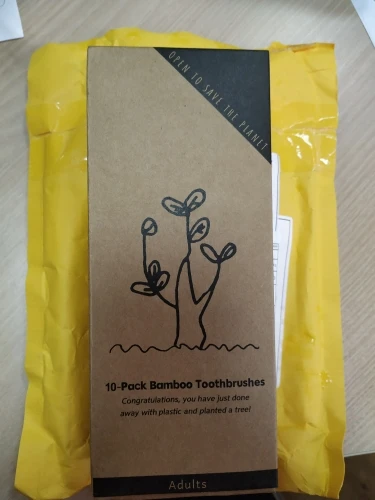 OPEN TO SAVE THE PLANET
10-Pack Bamboo Toothbrushes
Congratulations, you have just done
away with plastic and planted a tree!
Adults